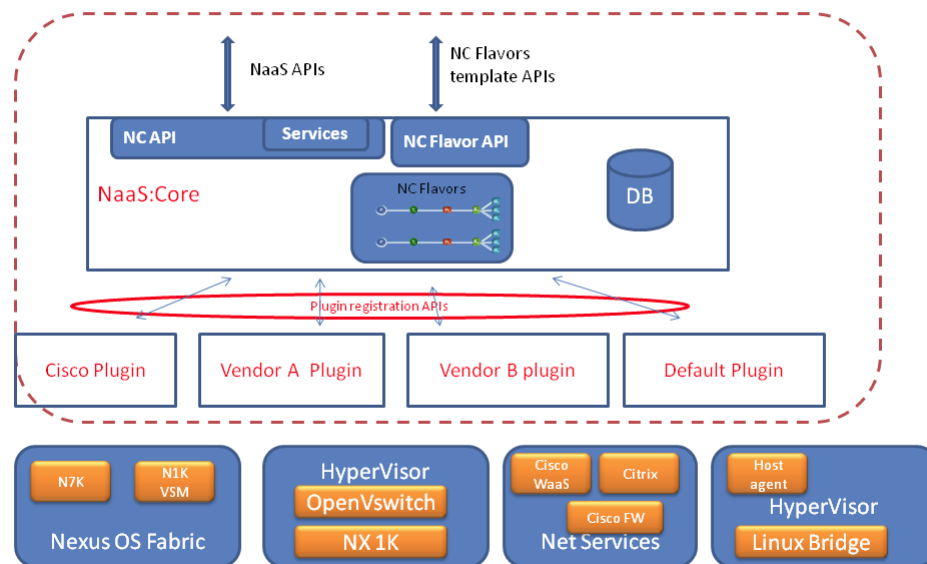 NaaS APIs
NC Flavors
template APIs
NC API
Services
NC Flavor API
NaaS:Core
NC Flavors
DB
Plugin registration APIs
Cisco Plugin
Vendor A Plugin
Vendor B plugin
Default Plugin
N7K
N1K
VSM
Nexus OS Fabric
HyperVisor
OpenVswitch
NX 1K
Cisco
WaaS
Citrix
Cisco FW
Net Services
Host
agent
HyperVisor
Linux Bridge